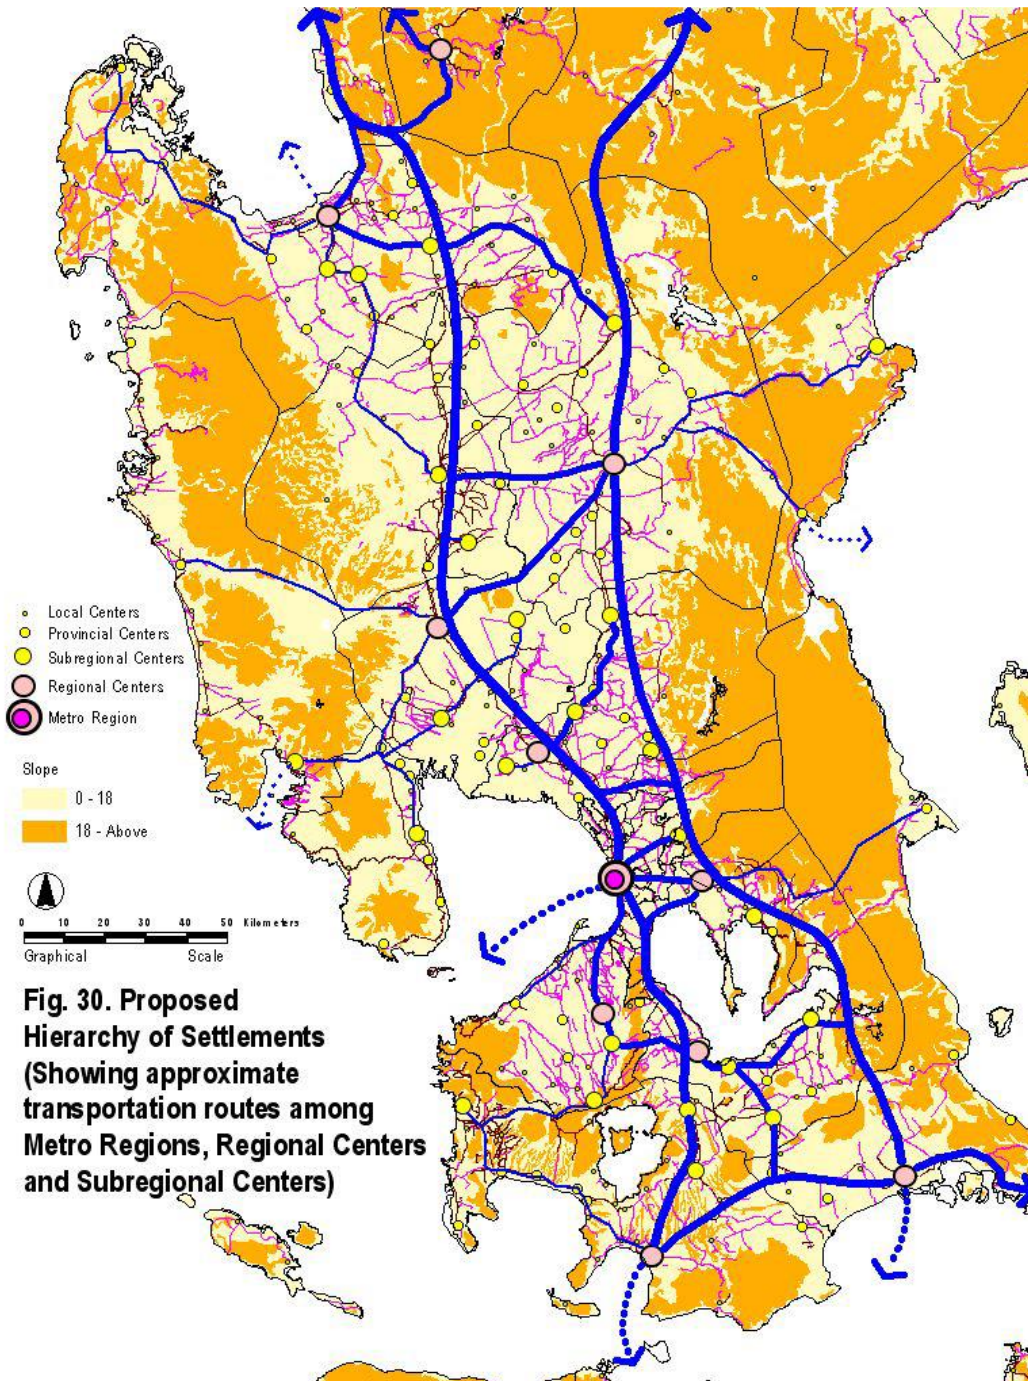 Local Centers
Provincial Centers
Subregional Centers
Regional Centers
Metro Region
Slope
0 - 18
18 - Above
0 10 20 30 40 50 Kilometers
Graphical Scale
Fig. 30. Proposed
Hierarchy of Settlements
(Showing approximate
transportation routes among
Metro Regions, Regional Centers
and Subregional Centers)